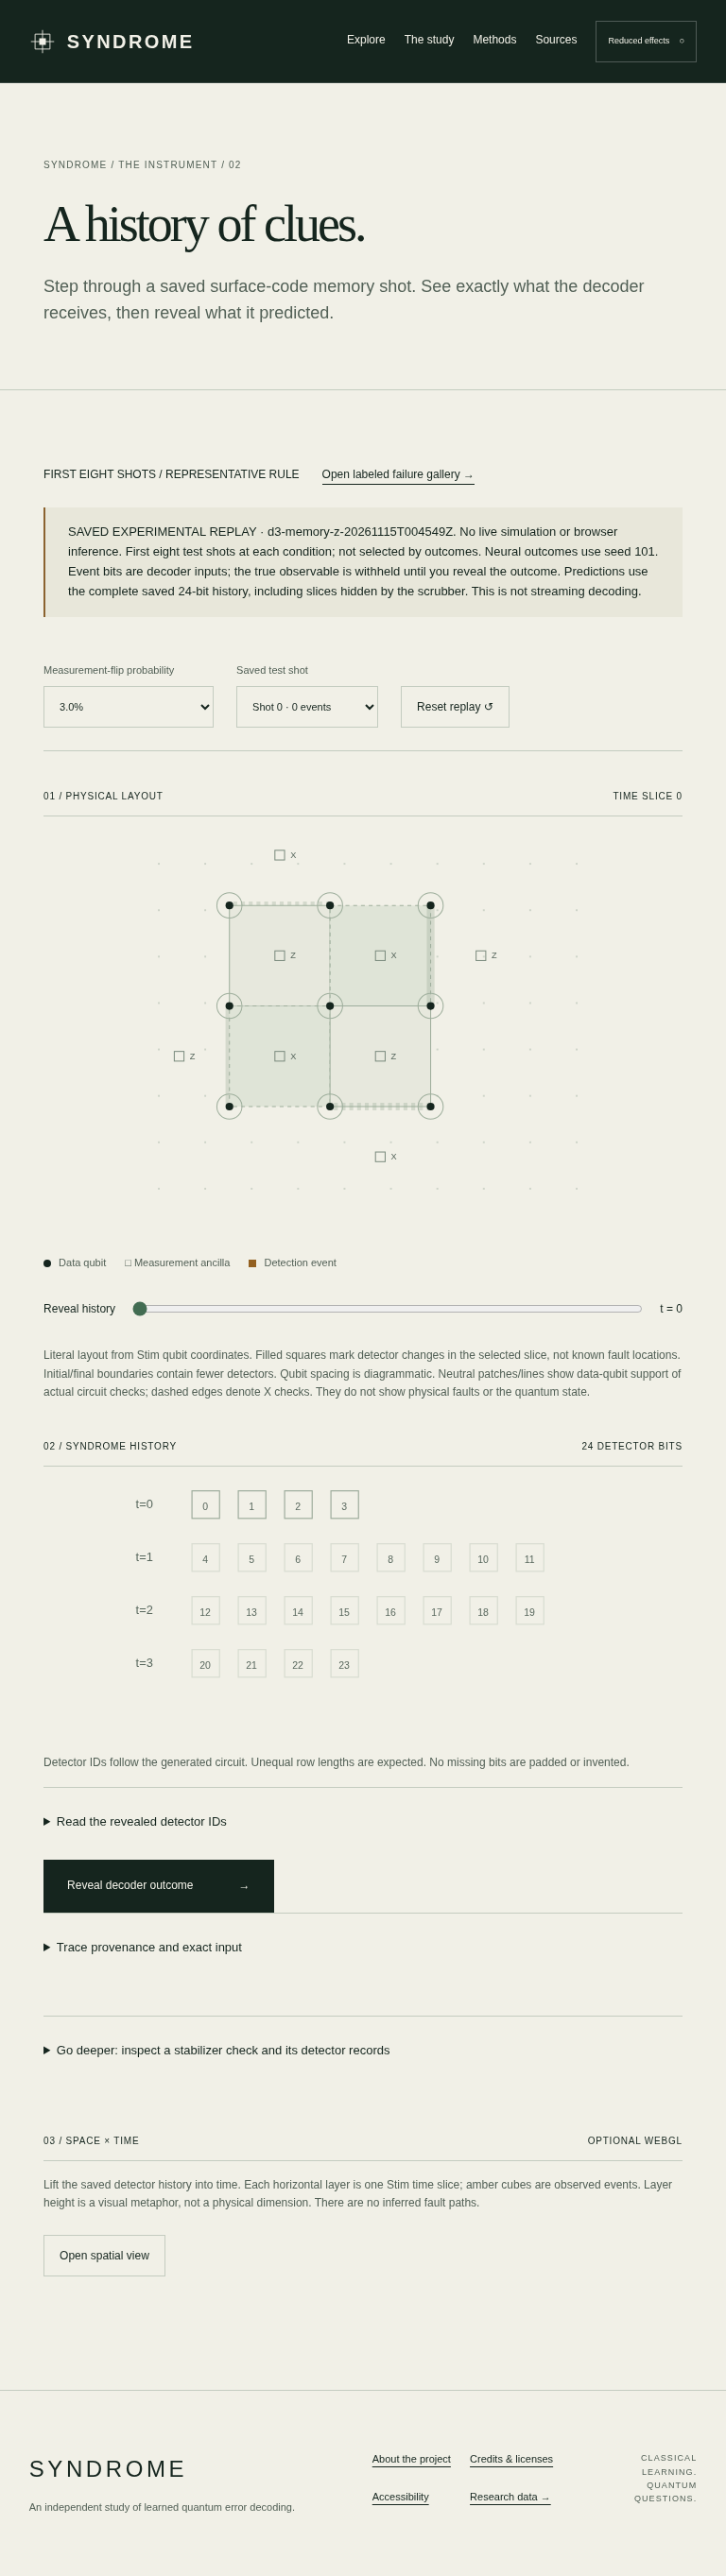 SYNDROME
Explore The study Methods Sources Reduced effects ○
SYNDROME / THE INSTRUMENT / 02
A history of clues.
Step through a saved surface-code memory shot. See exactly what the decoder
receives, then reveal what it predicted.
FIRST EIGHT SHOTS / REPRESENTATIVE RULE Open labeled failure gallery →
SAVED EXPERIMENTAL REPLAY · d3-memory-z-20261115T004549Z. No live simulation or browser
inference. First eight test shots at each condition; not selected by outcomes. Neural outcomes use seed 101.
Event bits are decoder inputs; the true observable is withheld until you reveal the outcome. Predictions use
the complete saved 24-bit history, including slices hidden by the scrubber. This is not streaming decoding.
Measurement-flip probability Saved test shot
3.0% Shot 0 · 0 events Reset replay ↺
01 / PHYSICAL LAYOUT TIME SLICE 0
X
Z X Z
Z X Z
X
Data qubit □ Measurement ancilla Detection event
Reveal history t = 0
Literal layout from Stim qubit coordinates. Filled squares mark detector changes in the selected slice, not known fault locations.
Initial/final boundaries contain fewer detectors. Qubit spacing is diagrammatic. Neutral patches/lines show data-qubit support of
actual circuit checks; dashed edges denote X checks. They do not show physical faults or the quantum state.
02 / SYNDROME HISTORY 24 DETECTOR BITS
t=0 0 1 2 3
t=1 4 5 6 7 8 9 10 11
t=2 12 13 14 15 16 17 18 19
t=3 20 21 22 23
Detector IDs follow the generated circuit. Unequal row lengths are expected. No missing bits are padded or invented.
Read the revealed detector IDs
Reveal decoder outcome →
Trace provenance and exact input
Go deeper: inspect a stabilizer check and its detector records
03 / SPACE × TIME OPTIONAL WEBGL
Lift the saved detector history into time. Each horizontal layer is one Stim time slice; amber cubes are observed events. Layer
height is a visual metaphor, not a physical dimension. There are no inferred fault paths.
Open spatial view
SYNDROME
An independent study of learned quantum error decoding.
About the project Credits & licenses
Accessibility Research data →
CLASSICAL
LEARNING.
QUANTUM
QUESTIONS.